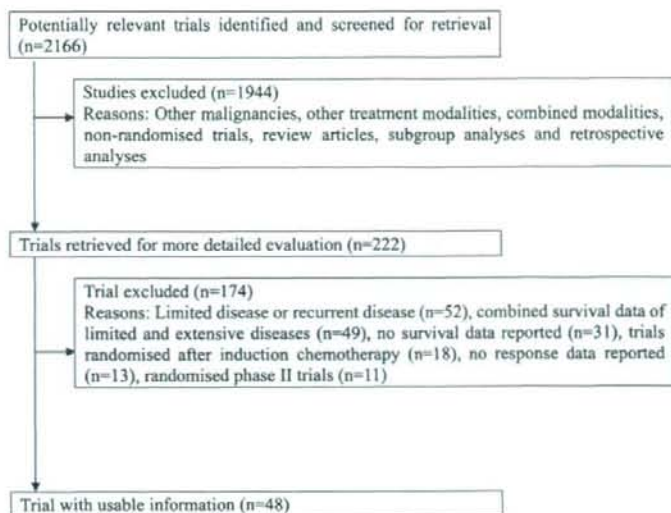 Potentially relevant trials identified and screened for retrieval
(n=2166)
Studies excluded (n=1944)
Reasons: Other malignancies, other treatment modalities, combined modalities,
non-randomised trials, review articles, subgroup analyses and retrospective
analyses
Trials retrieved for more detailed evaluation (n=222)
Trial excluded (n=174)
Reasons: Limited disease or recurrent disease (n=52), combined survival data of
limited and extensive diseases (n=49), no survival data reported (n=31), trials
randomised after induction chemotherapy (n=18), no response data reported
(n=13), randomised phase II trials (n=11)
Trial with usable information (n=48)